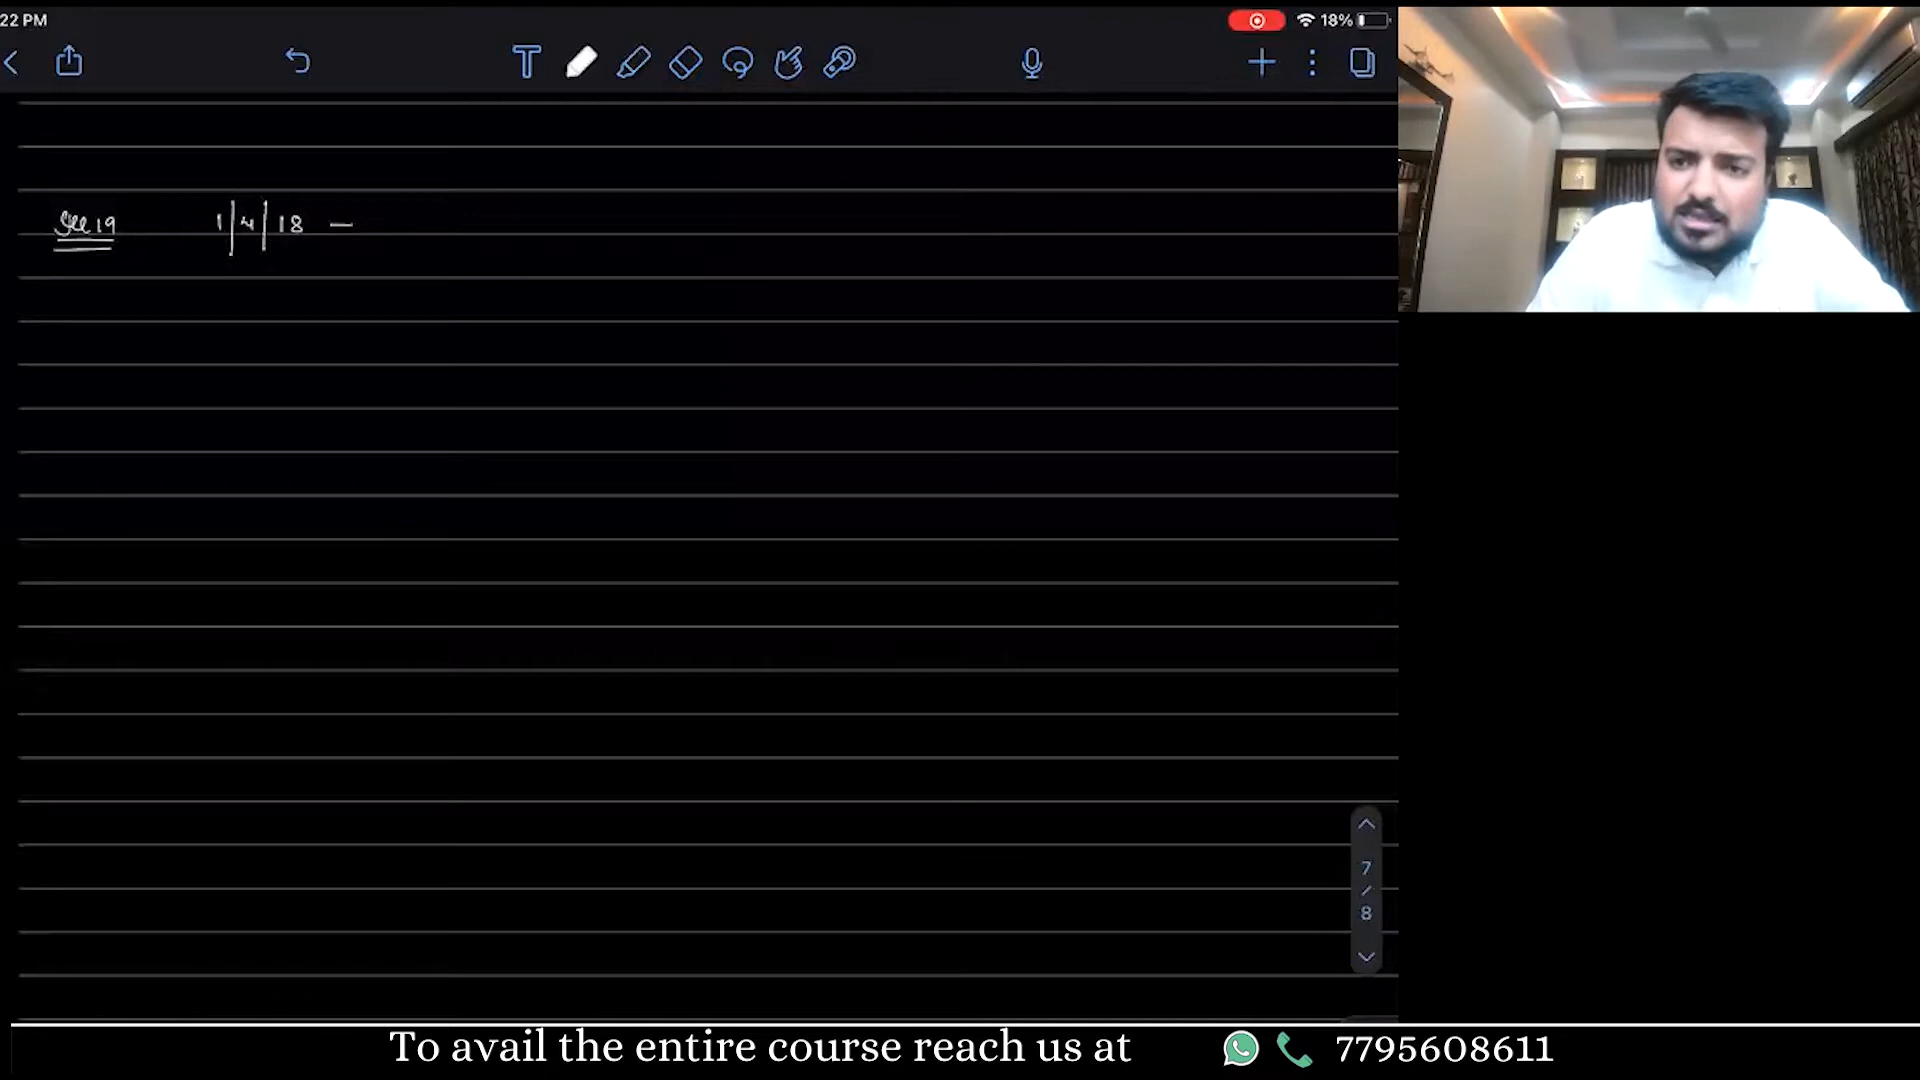 22 PM
18%
T
Sec 19 1/4/18 —
7
/
8
To avail the entire course reach us at 7795608611